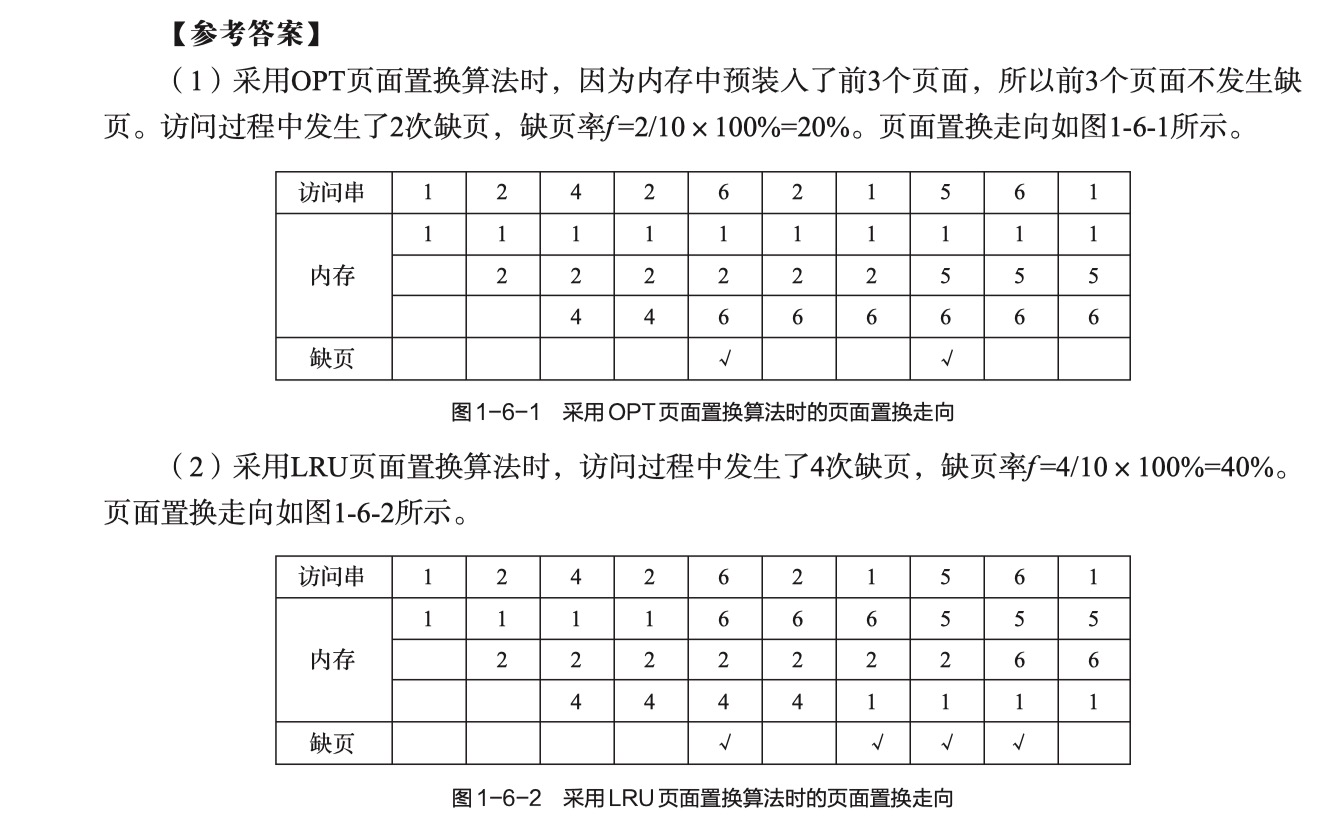 【参考答案】
（1）采用OPT页面置换算法时，因为内存中预装入了前3个页面，所以前3个页面不发生缺
页。访问过程中发生了2次缺页，缺页率f=2/10×100%=20%。页面置换走向如图1-6-1所示。
访问串 1 2 4 2 6 2 1 5 6 1
1 1 1 1 1 1 1 1 1 1
内存 2 2 2 2 2 2 5 5 5
4 4 6 6 6 6 6 6
缺页 √ √
图1-6-1 采用OPT页面置换算法时的页面置换走向
（2）采用LRU页面置换算法时，访问过程中发生了4次缺页，缺页率f=4/10×100%=40%。
页面置换走向如图1-6-2所示。
访问串 1 2 4 2 6 2 1 5 6 1
1 1 1 1 6 6 6 5 5 5
内存 2 2 2 2 2 2 2 6 6
4 4 4 4 1 1 1 1
缺页 √ √ √ √
图1-6-2 采用LRU页面置换算法时的页面置换走向